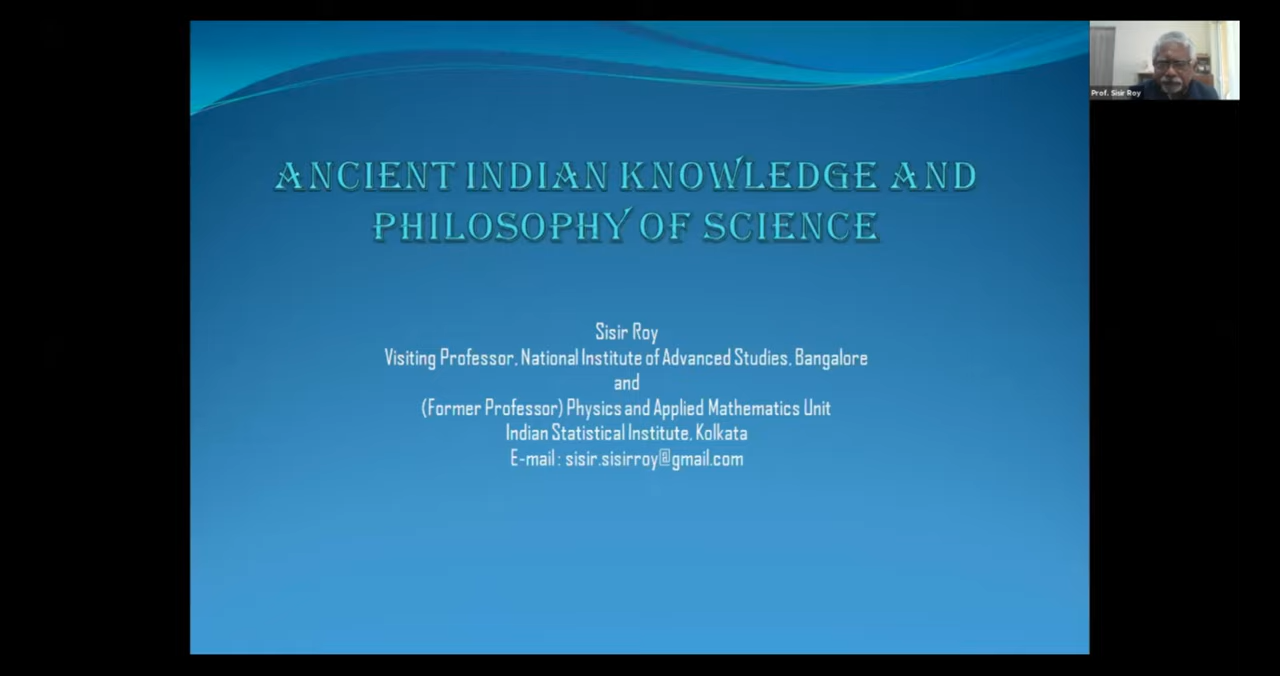 ANCIENT INDIAN KNOWLEDGE AND
PHILOSOPHY OF SCIENCE
Sisir Roy
Visiting Professor, National Institute of Advanced Studies, Bangalore
and
(Former Professor) Physics and Applied Mathematics Unit
Indian Statistical Institute, Kolkata
E-mail : sisir.sisirroy@gmail.com
Prof. Sisir Roy